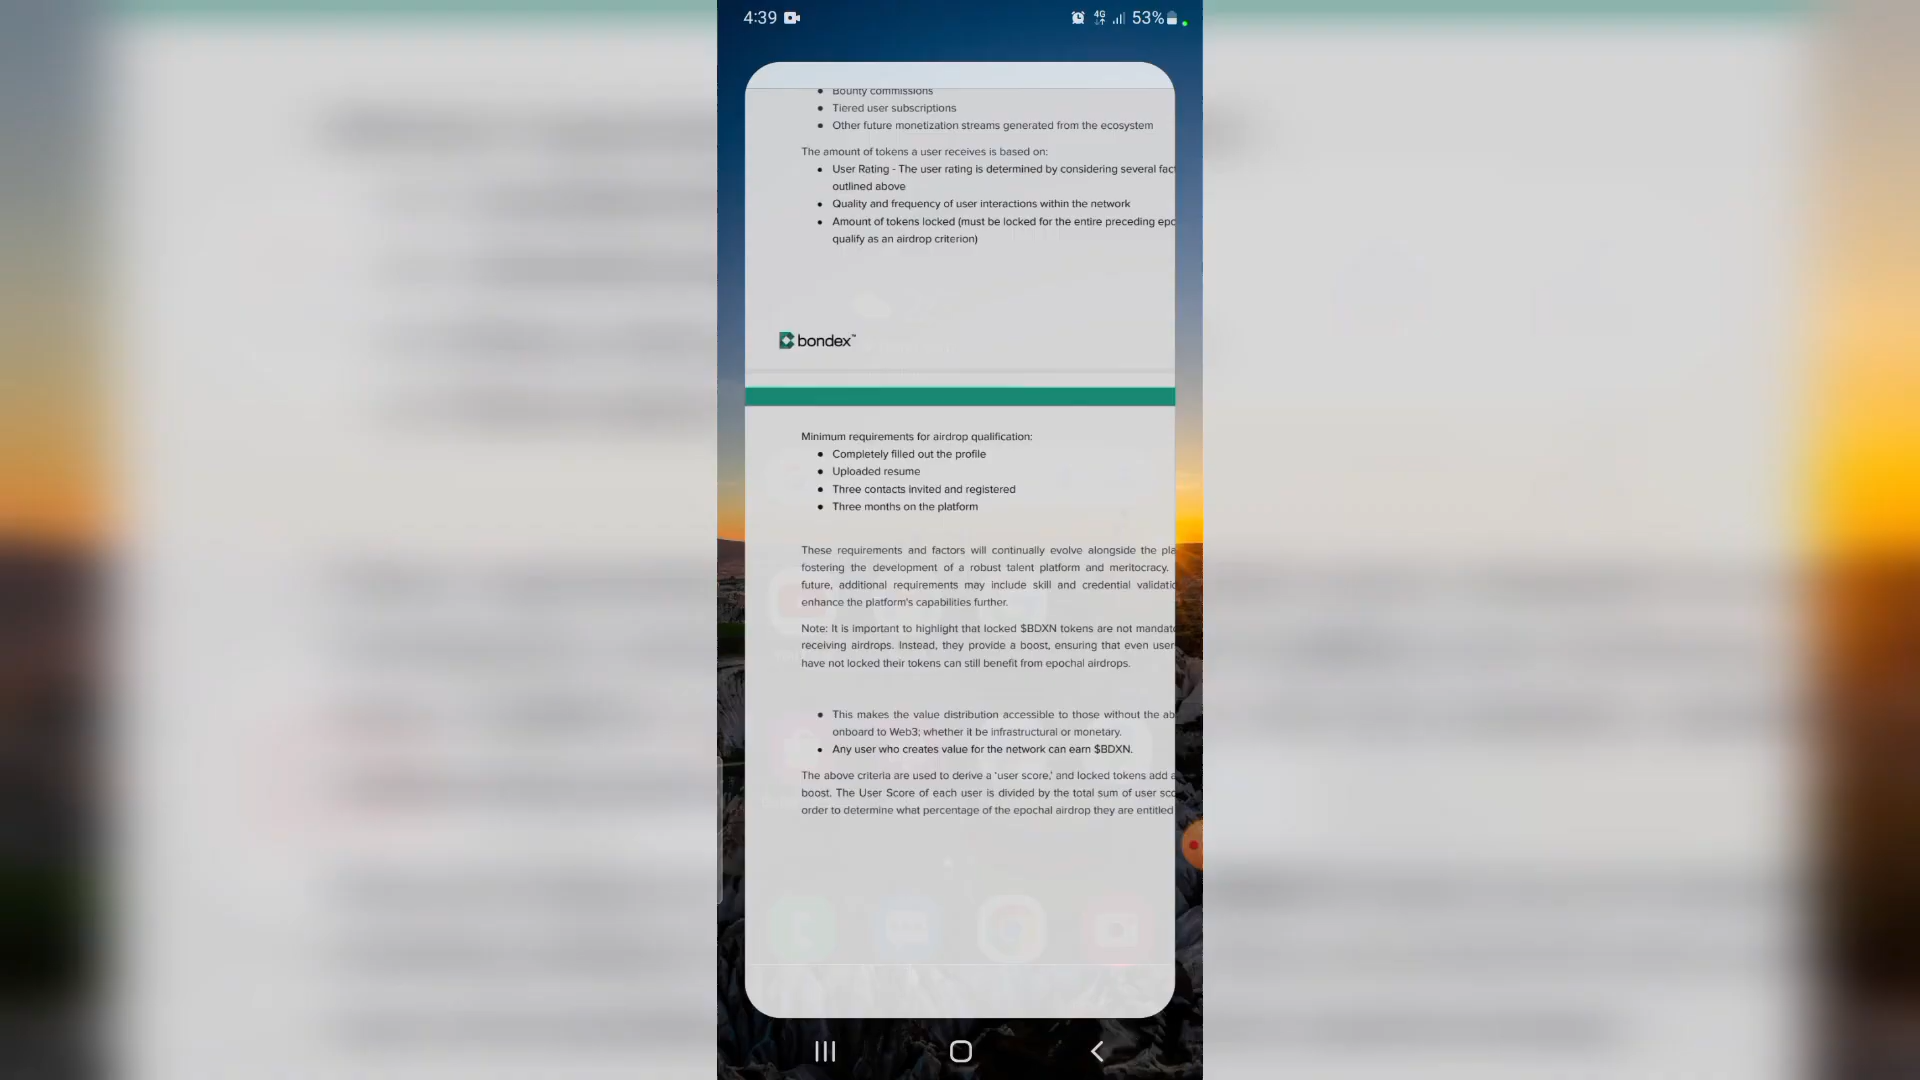 4:39 4G 53%
Bounty commissions
Tiered user subscriptions
Other future monetization streams generated from the ecosystem
The amount of tokens a user receives is based on:
User Rating - The user rating is determined by considering several
outlined above
Quality and frequency of user interactions within the network
Amount of tokens locked (must be locked for the entire preceding
qualify as an airdrop criterion)
bondex™
Minimum requirements for airdrop qualification:
Completely filled out the profile
Uploaded resume
Three contacts invited and registered
Three months on the platform
These requirements and factors will continually evolve alongside the
fostering the development of a robust talent platform and meritocracy.
future, additional requirements may include skill and credential
enhance the platform's capabilities further.
Note: It is important to highlight that locked $BDXN tokens are not
receiving airdrops. Instead, they provide a boost, ensuring that even
have not locked their tokens can still benefit from epochal airdrops.
This makes the value distribution accessible to those without the
onboard to Web3; whether it be infrastructural or monetary.
Any user who creates value for the network can earn $BDXN.
The above criteria are used to derive a 'user score,' and locked tokens add
boost. The User Score of each user is divided by the total sum of user
order to determine what percentage of the epochal airdrop they are entitled